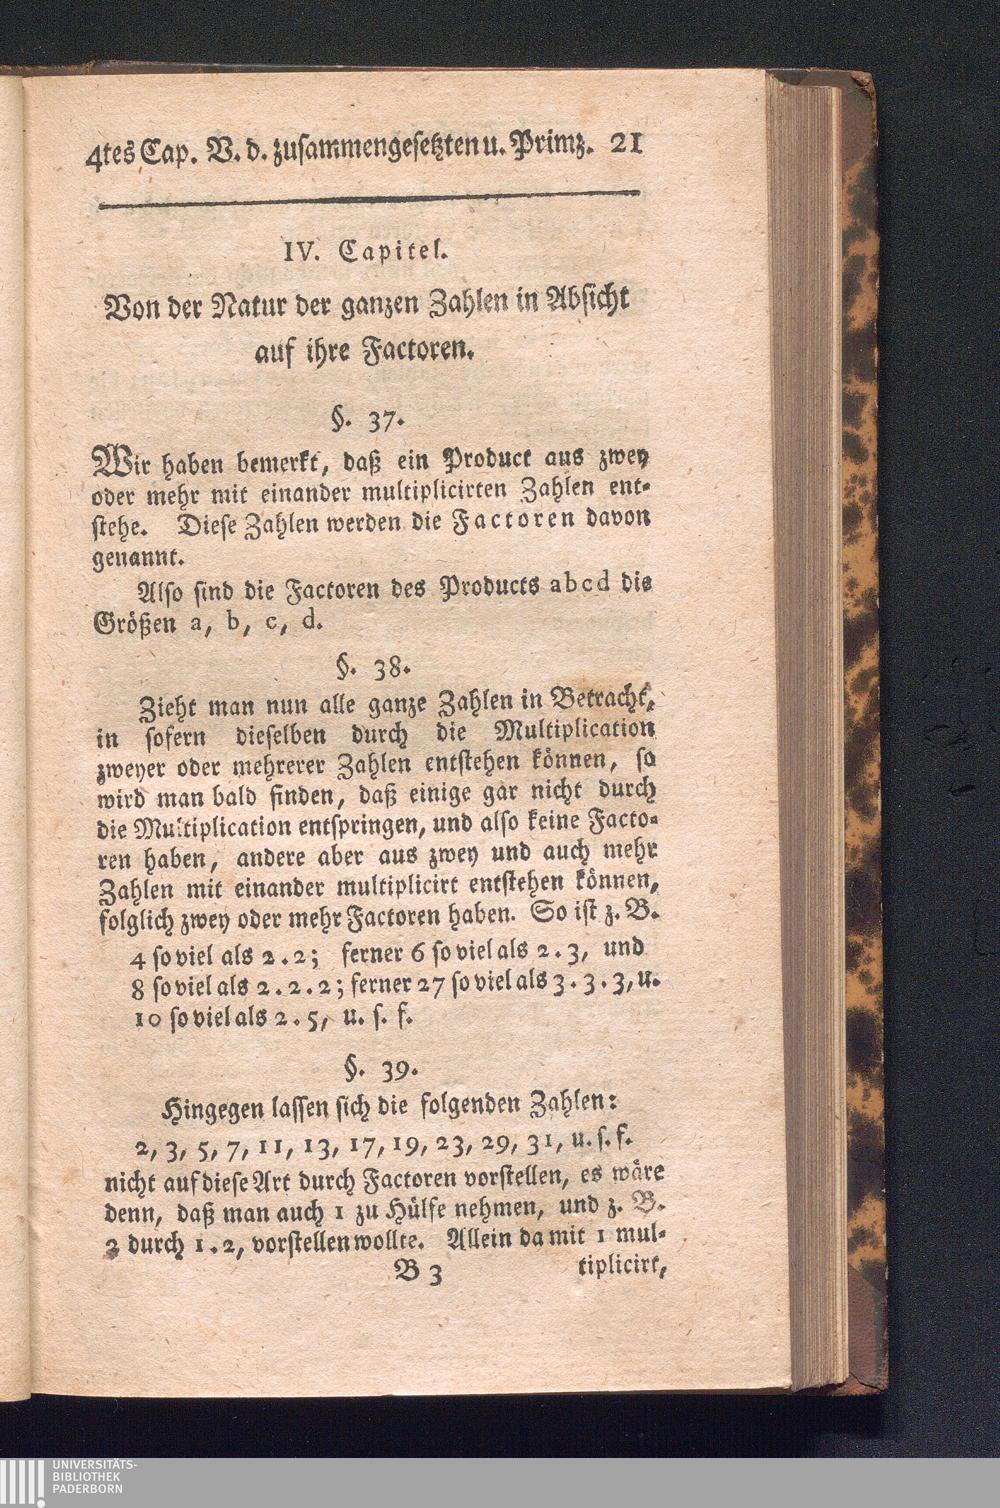 4tes Cap. V. d. zusammengesetzten u. Primz. 21
IV. Capitel.
Von der Natur der ganzen Zahlen in Absicht
auf ihre Factoren.
§. 37.
Wir haben bemerkt, daß ein Product aus zwey
oder mehr mit einander multiplicirten Zahlen ent-
stehe. Diese Zahlen werden die Factoren davon
genannt.
Also sind die Factoren des Products abcd die
Größen a, b, c, d.
§. 38.
Zieht man nun alle ganze Zahlen in Betracht,
in sofern dieselben durch die Multiplication
zweyer oder mehrerer Zahlen entstehen können, so
wird man bald finden, daß einige gar nicht durch
die Multiplication entspringen, und also keine Facto-
ren haben, andere aber aus zwey und auch mehr
Zahlen mit einander multiplicirt entstehen können,
folglich zwey oder mehr Factoren haben. So ist z. B.
4 so viel als 2.2; ferner 6 so viel als 2.3, und
8 so viel als 2.2.2; ferner 27 so viel als 3.3.3, u.
10 so viel als 2.5, u. s. f.
§. 39.
Hingegen lassen sich die folgenden Zahlen:
2, 3, 5, 7, 11, 13, 17, 19, 23, 29, 31, u. s. f.
nicht auf diese Art durch Factoren vorstellen, es wäre
denn, daß man auch 1 zu Hülfe nehmen, und z. B.
2 durch 1.2, vorstellen wollte. Allein da mit 1 mul-
B 3 tiplicirt,
UNIVERSITÄTS-
BIBLIOTHEK
PADERBORN